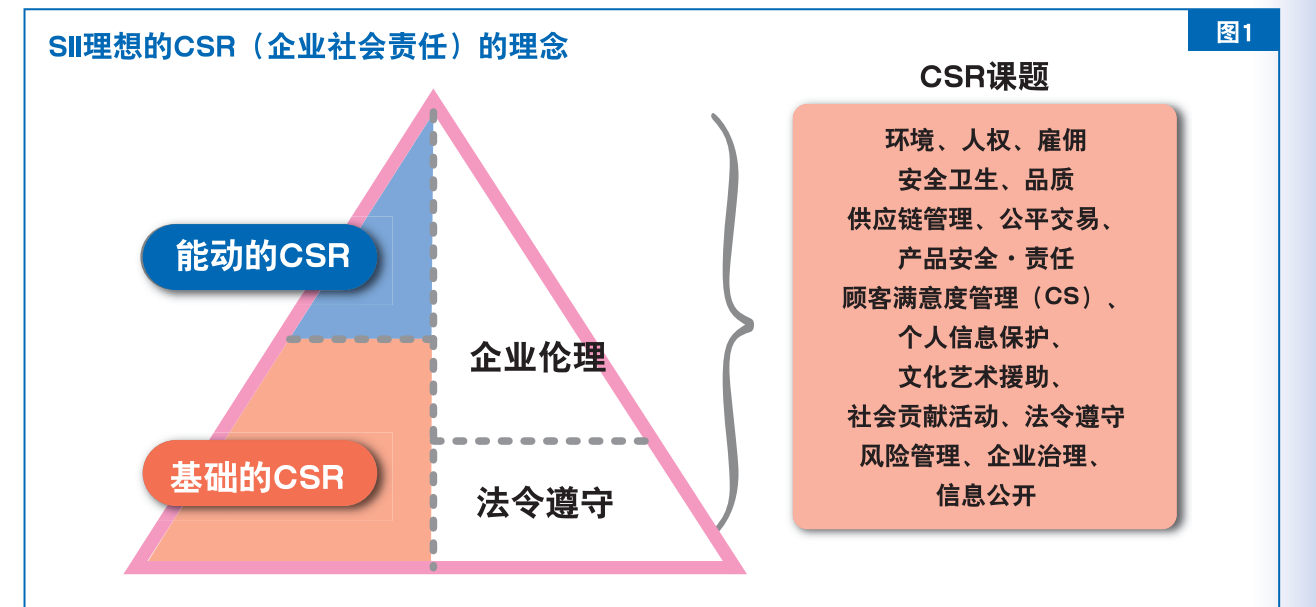 图1
SII理想的CSR（企业社会责任）的理念
能动的CSR
基础的CSR
企业伦理
法令遵守
CSR课题
环境、人权、雇佣
安全卫生、品质
供应链管理、公平交易、
产品安全·责任
顾客满意度管理（CS）、
个人信息保护、
文化艺术援助、
社会贡献活动、法令遵守
风险管理、企业治理、
信息公开